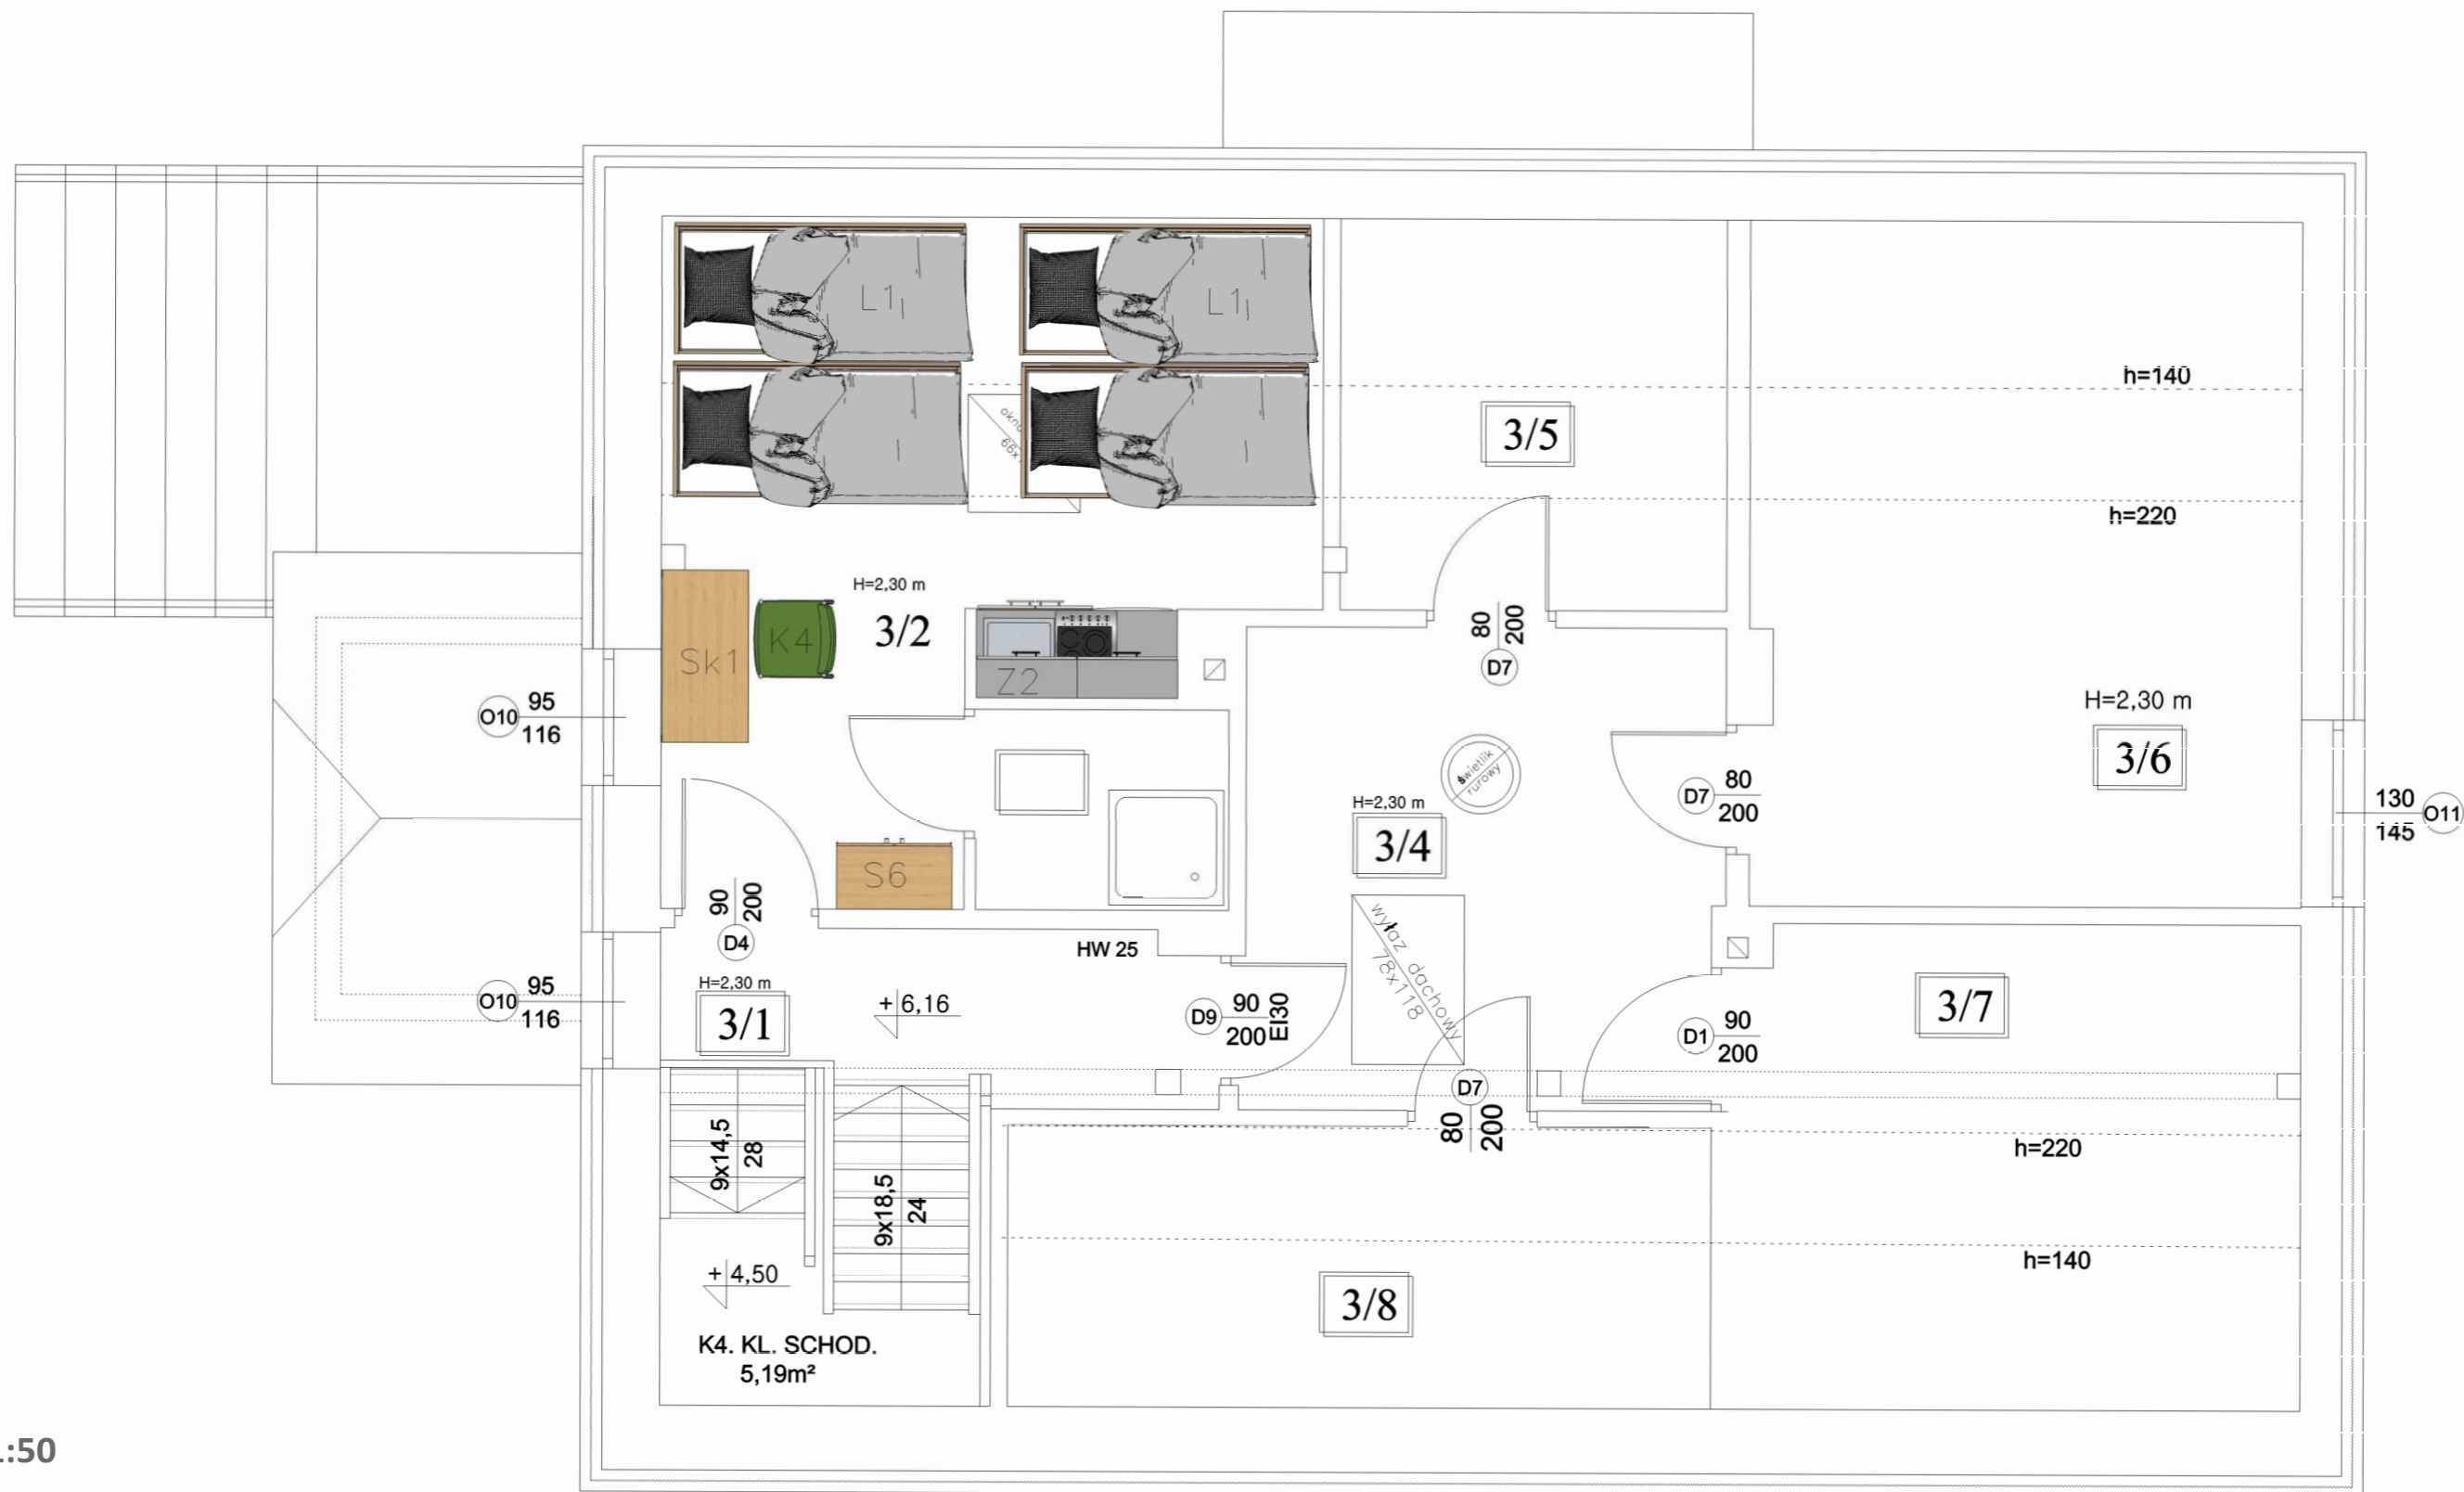 L1
L1
h=140
3/5
okno
66x
h=220
H=2,30 m
3/2
K4
Sk1
Z2
80
200
D7
H=2,30 m
3/6
O10
95
116
świetlik
rurowy
D7
80
200
130
145
O11
H=2,30 m
3/4
S6
90
200
D4
wyłaz dachowy
78x118
HW 25
H=2,30 m
3/1
+ 6,16
O10
95
116
D9
90
200
EI30
3/7
D1
90
200
D7
80
200
9x14,5
28
9x18,5
24
h=220
h=140
+ 4,50
3/8
K4. KL. SCHOD.
5,19m²
:50